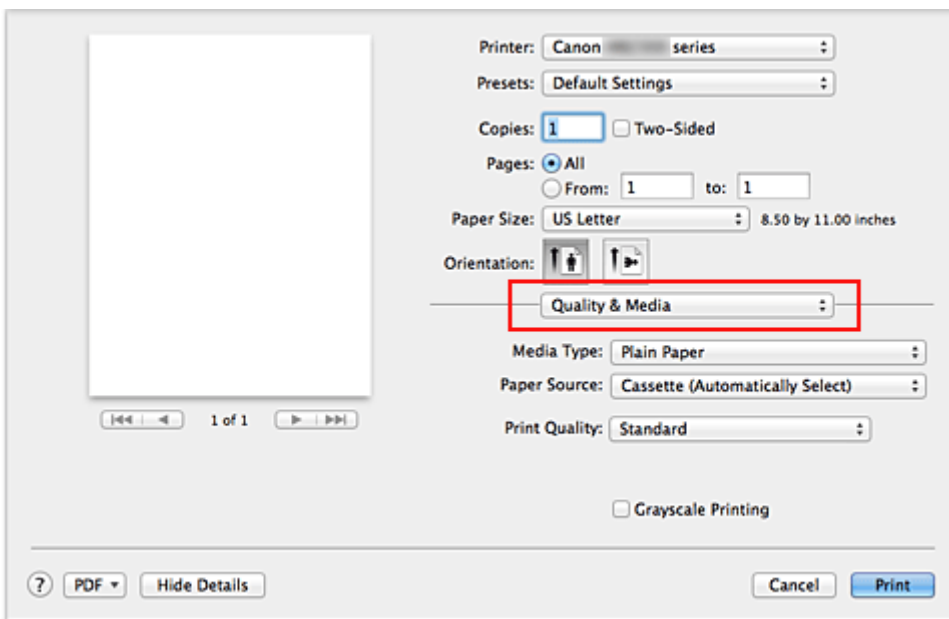 Printer: Canon series
Presets: Default Settings
Copies: 1 Two-Sided
Pages: All
From: 1 to: 1
Paper Size: US Letter 8.50 by 11.00 inches
Orientation:
Quality & Media
Media Type: Plain Paper
Paper Source: Cassette (Automatically Select)
1 of 1
Print Quality: Standard
Grayscale Printing
? PDF Hide Details Cancel Print